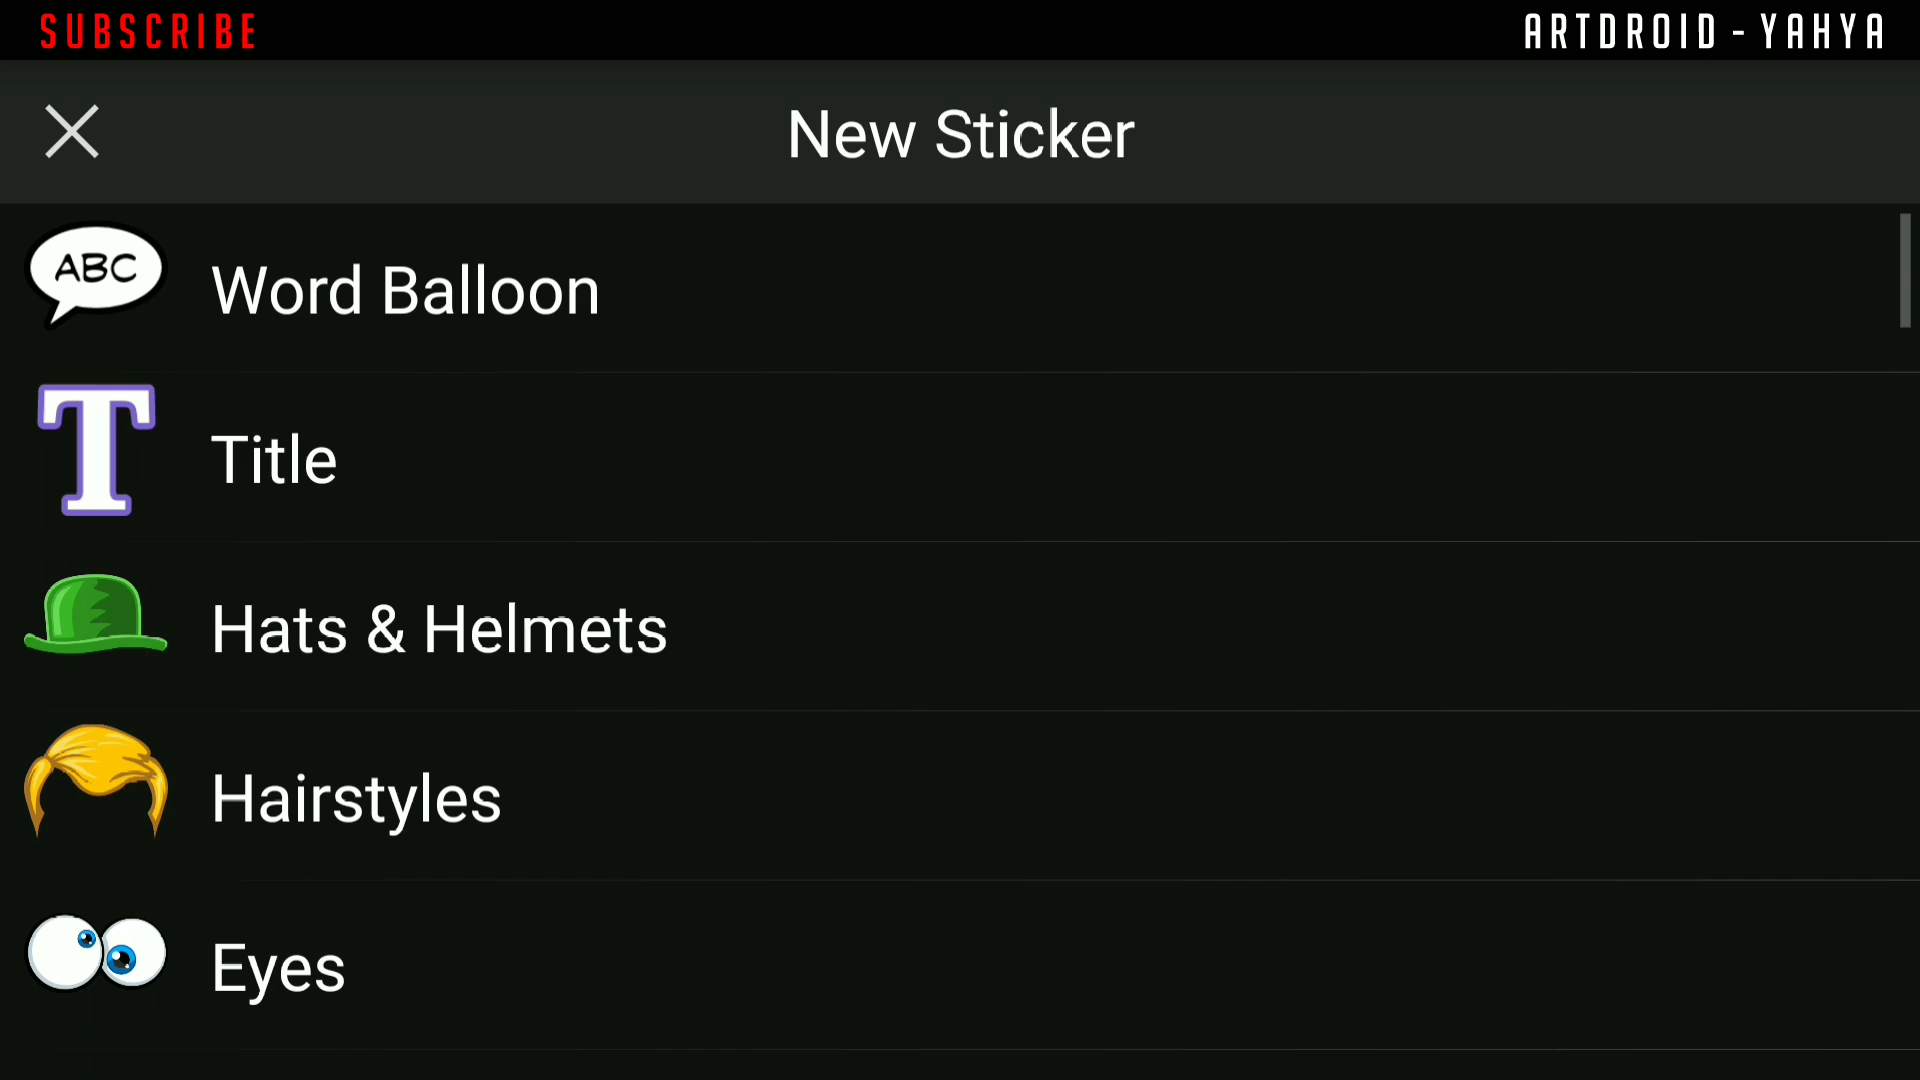 SUBSCRIBE
ARTDROID - YAHYA
New Sticker
ABC
Word Balloon
T
Title
Hats & Helmets
Hairstyles
Eyes